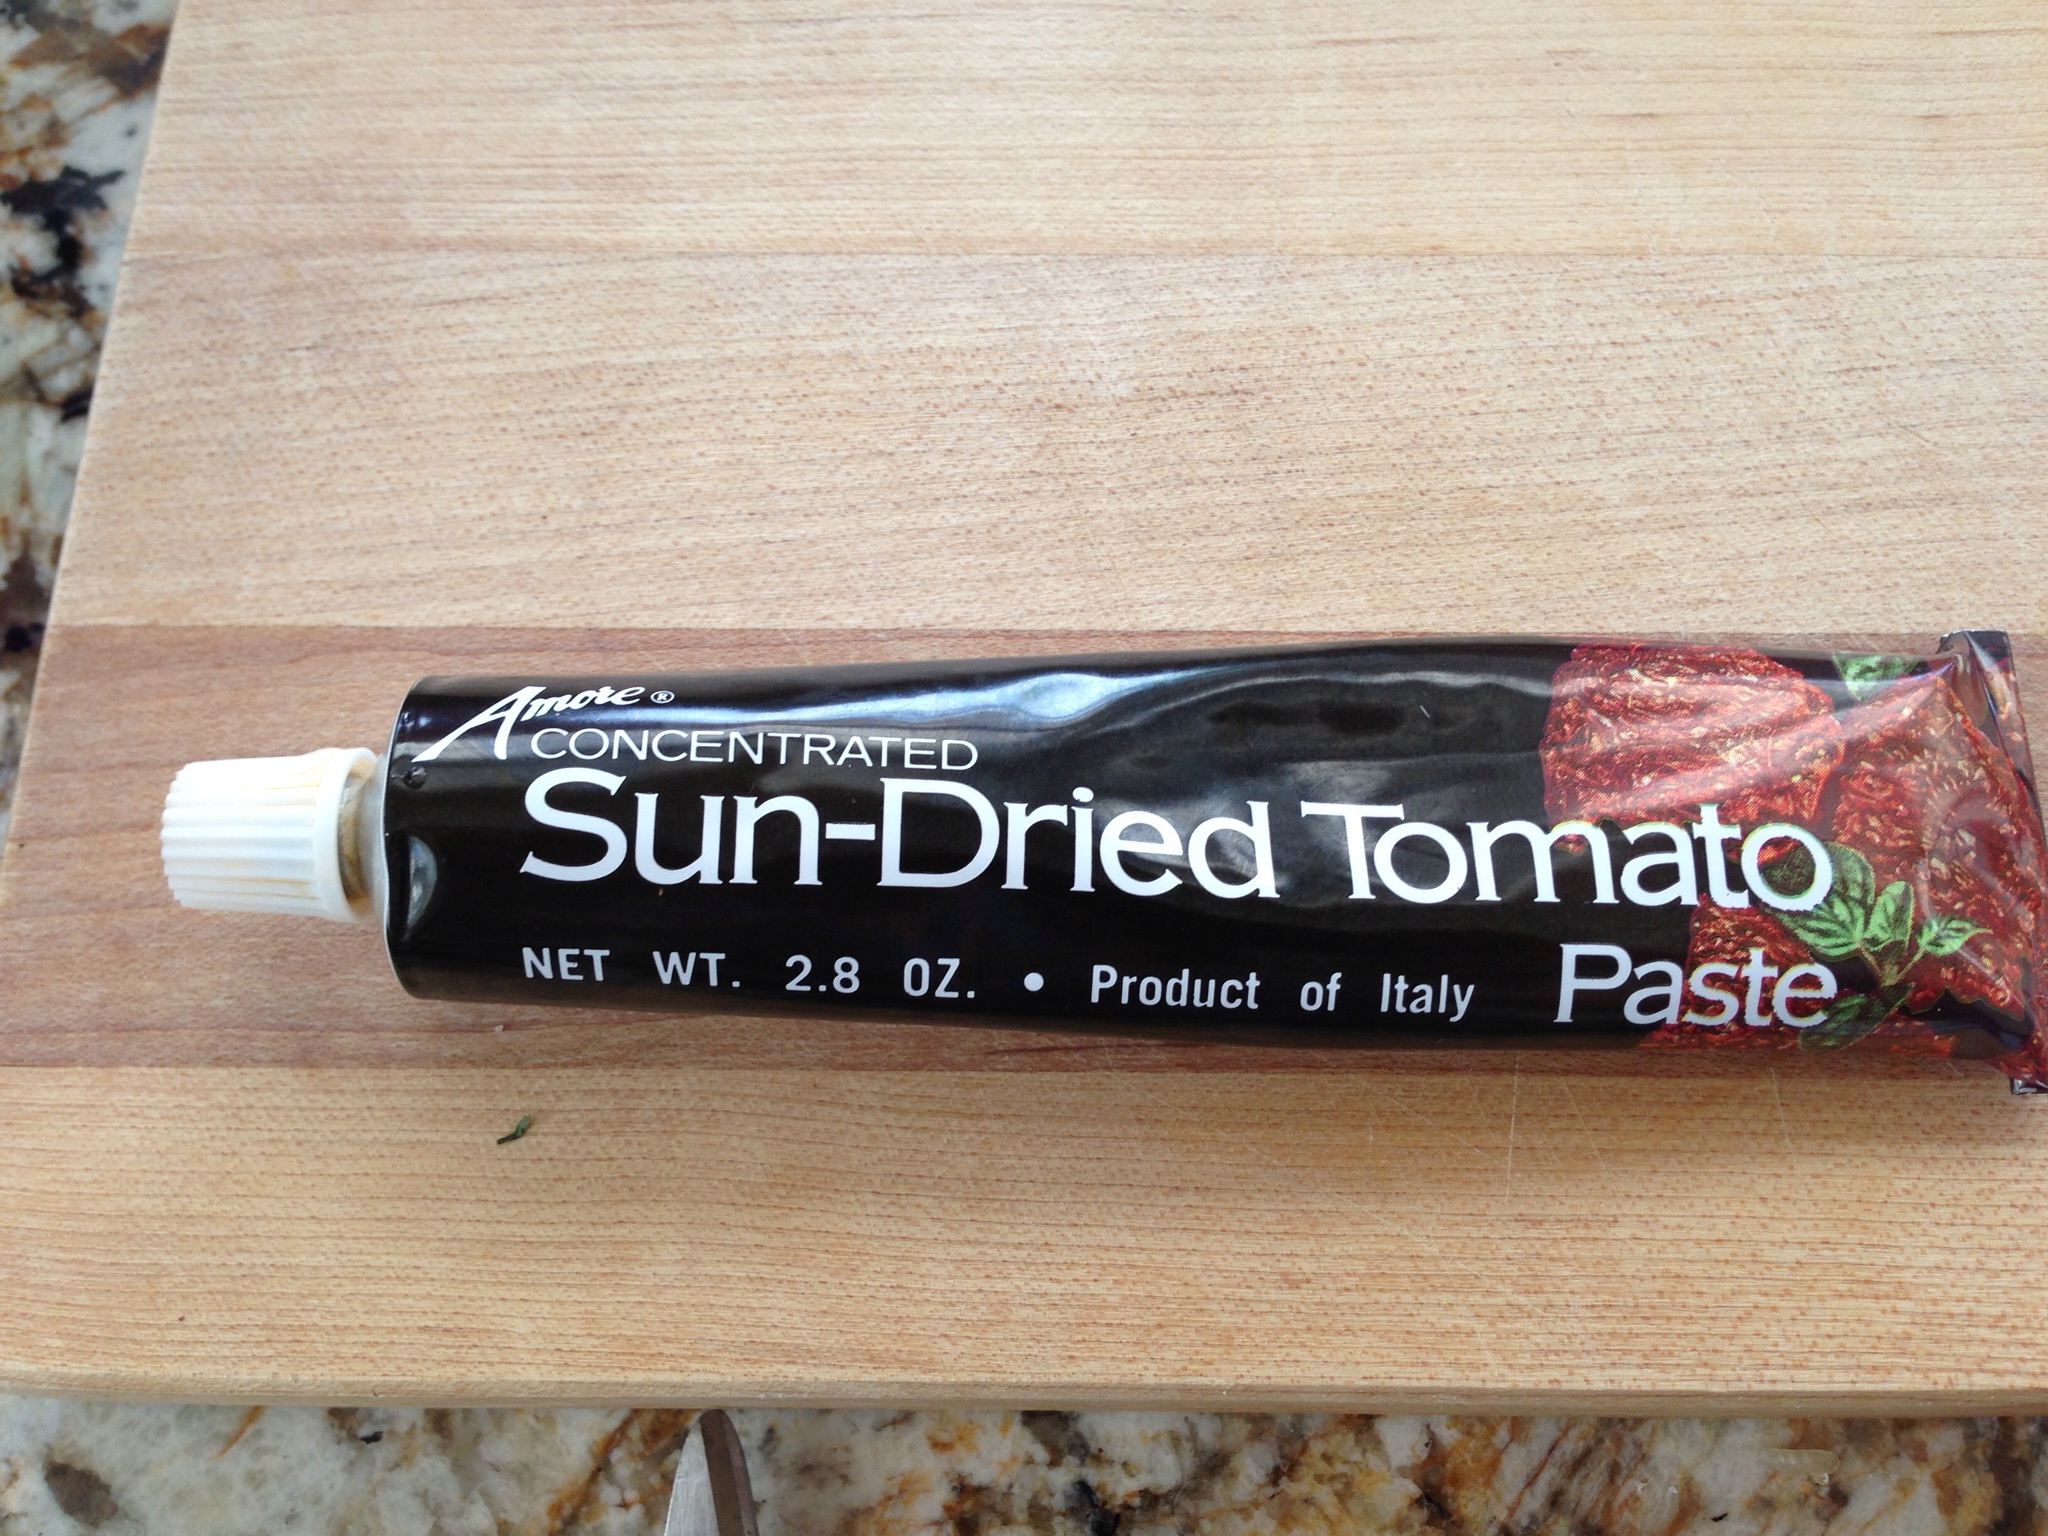 Amore®
CONCENTRATED
Sun-Dried Tomato
Paste
NET WT. 2.8 OZ. • Product of Italy